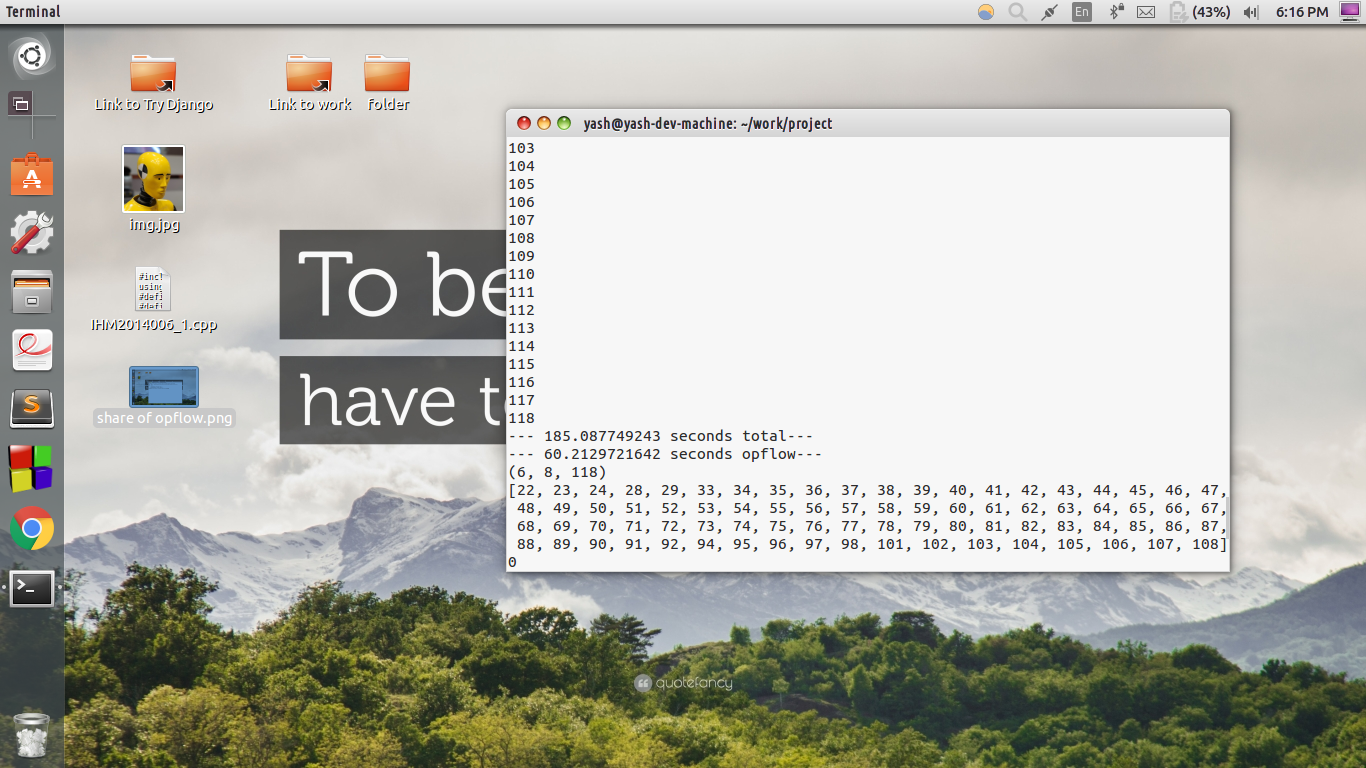 Terminal
En
(43%)
6:16 PM
Link to Try Django
Link to work
folder
img.jpg
#incl
using
#defi
#defi
IHM2014006_1.cpp
share of opflow.png
To be
have t
yash@yash-dev-machine: ~/work/project
103
104
105
106
107
108
109
110
111
112
113
114
115
116
117
118
--- 185.087749243 seconds total---
--- 60.2129721642 seconds opflow---
(6, 8, 118)
[22, 23, 24, 28, 29, 33, 34, 35, 36, 37, 38, 39, 40, 41, 42, 43, 44, 45, 46, 47,
48, 49, 50, 51, 52, 53, 54, 55, 56, 57, 58, 59, 60, 61, 62, 63, 64, 65, 66, 67,
68, 69, 70, 71, 72, 73, 74, 75, 76, 77, 78, 79, 80, 81, 82, 83, 84, 85, 86, 87,
88, 89, 90, 91, 92, 94, 95, 96, 97, 98, 101, 102, 103, 104, 105, 106, 107, 108]
0
quotefancy